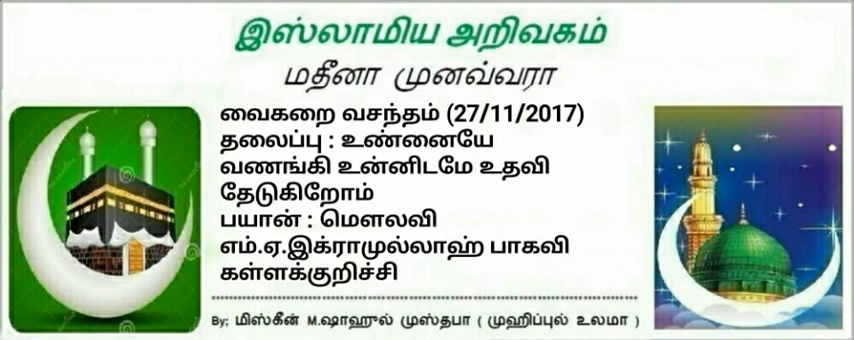 இஸ்லாமிய அறிவகம்
மதீனா முனவ்வரா
வைகறை வசந்தம் (27/11/2017)
தலைப்பு : உண்னையே
வணங்கி உன்னிடமே உதவி
தேடுகிறோம்
பயான் : மௌலவி
எம்.ஏ.இக்ராமுல்லாஹ் பாகவி
கள்ளக்குறிச்சி
By; மிஸ்கீன் M.ஷாஹுல் முஸ்தபா ( முஹிப்புல் உலமா )